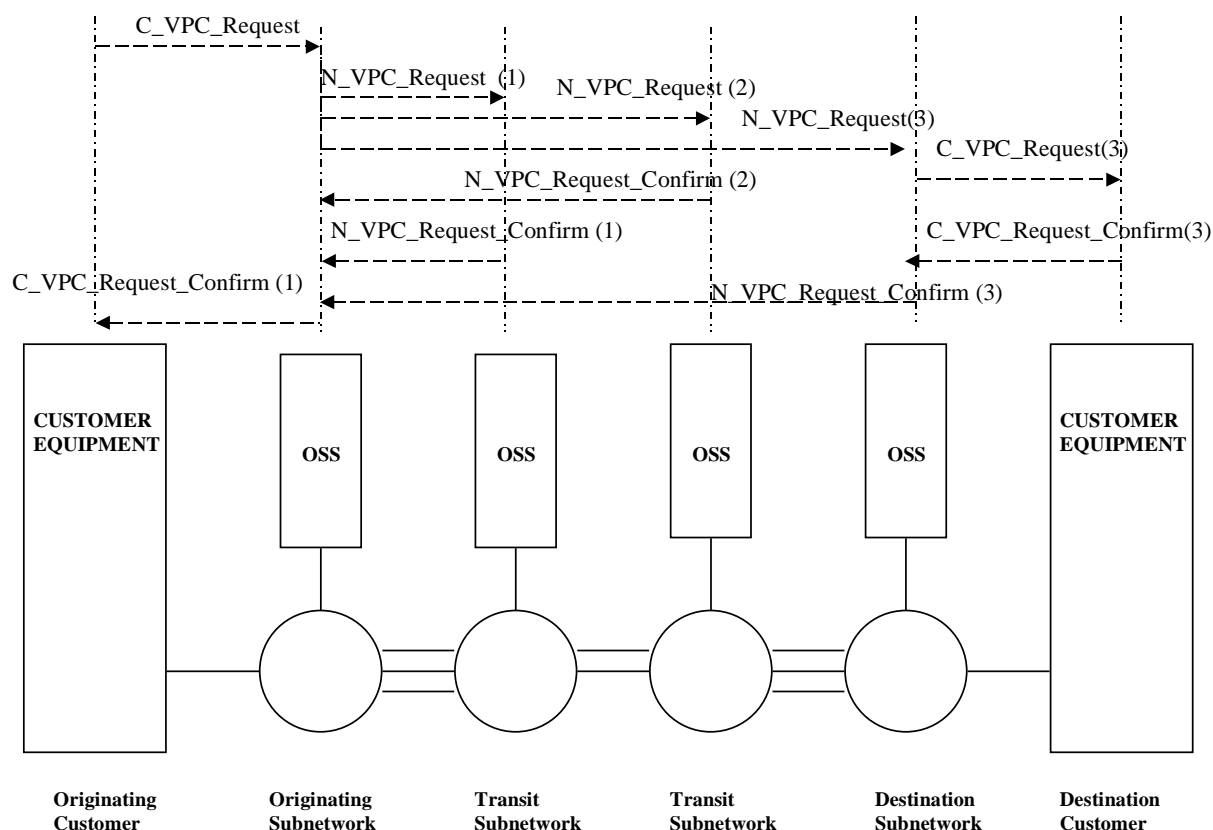 C_VPC_Request
N_VPC_Request (1)
N_VPC_Request (2)
N_VPC_Request(3)
C_VPC_Request(3)
N_VPC_Request_Confirm (2)
N_VPC_Request_Confirm (1)
C_VPC_Request_Confirm(3)
C_VPC_Request_Confirm (1)
N_VPC_Request_Confirm (3)
CUSTOMER
EQUIPMENT
OSS
OSS
OSS
OSS
CUSTOMER
EQUIPMENT
Originating
Customer
Originating
Subnetwork
Transit
Subnetwork
Transit
Subnetwork
Destination
Subnetwork
Destination
Customer